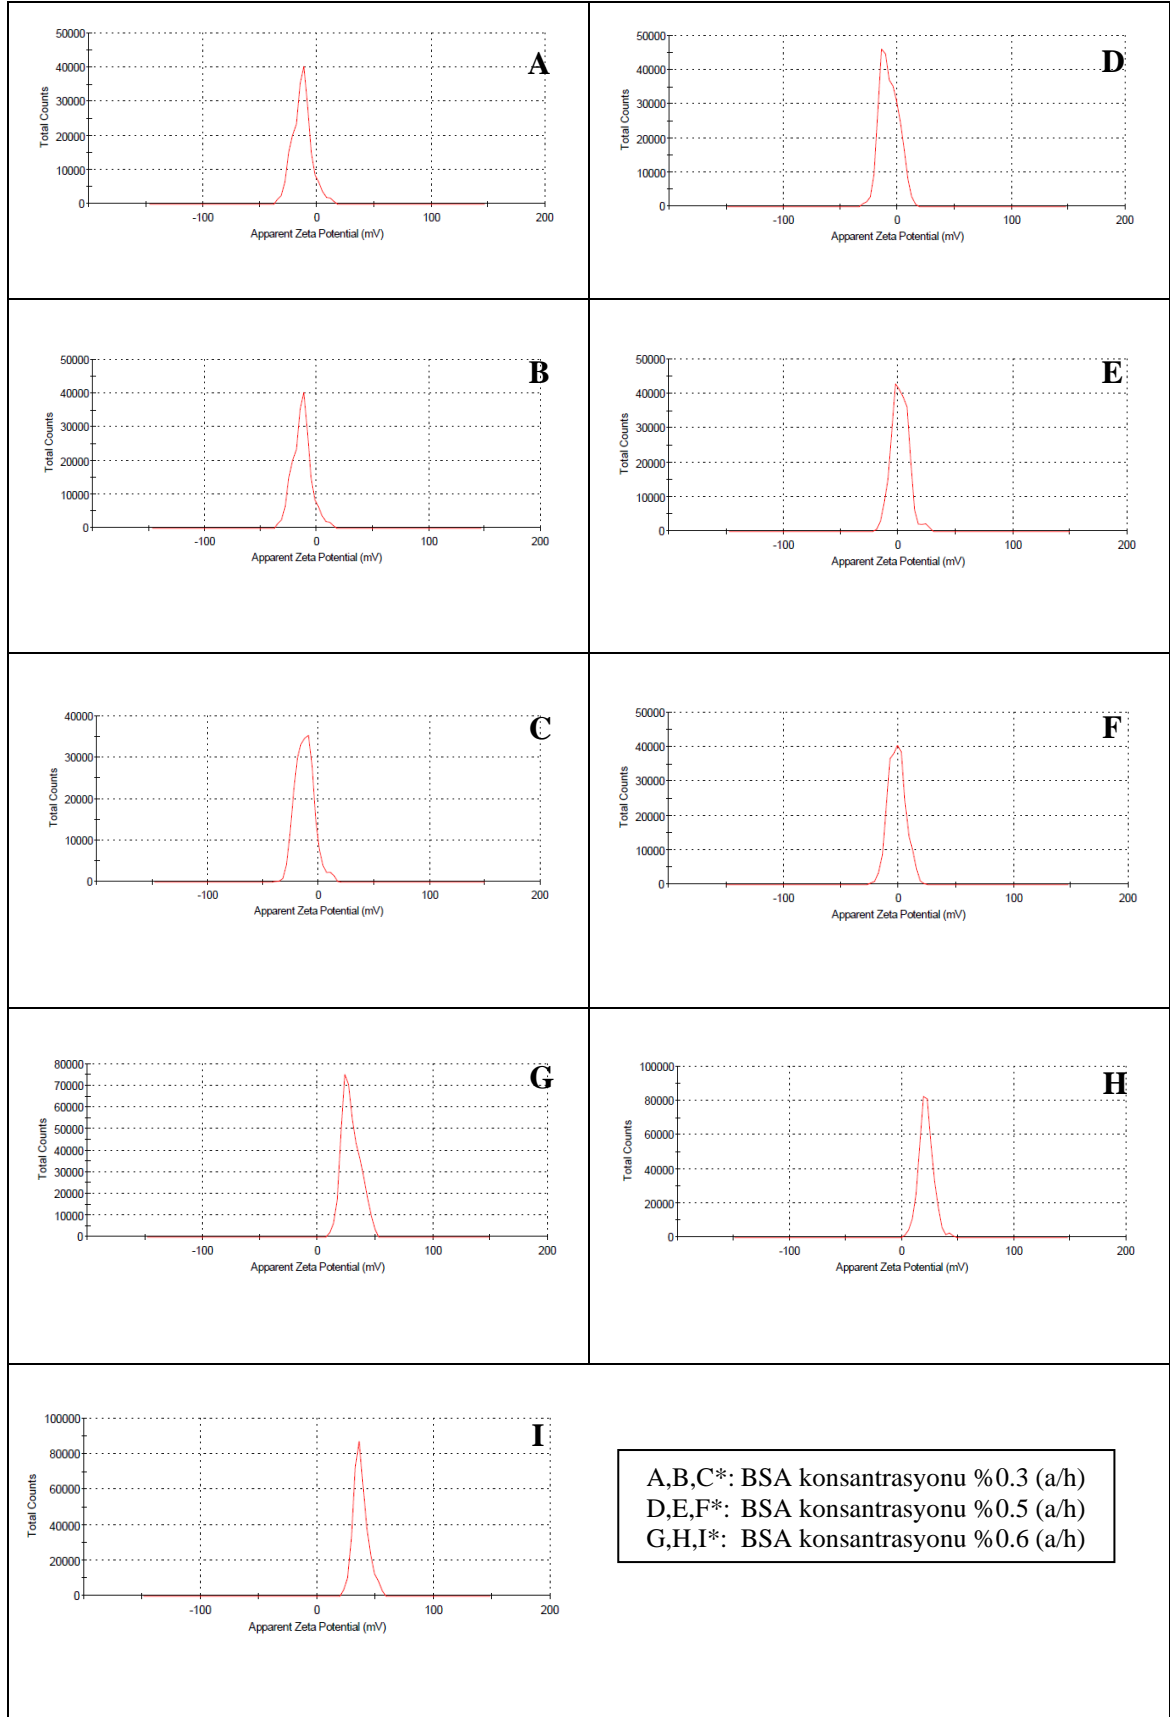 A
50000
40000
30000
20000
10000
0
Total Counts
-100 0 100 200
Apparent Zeta Potential (mV)
D
50000
40000
30000
20000
10000
0
Total Counts
-100 0 100 200
Apparent Zeta Potential (mV)
B
50000
40000
30000
20000
10000
0
Total Counts
-100 0 100 200
Apparent Zeta Potential (mV)
E
50000
40000
30000
20000
10000
0
Total Counts
-100 0 100 200
Apparent Zeta Potential (mV)
C
40000
30000
20000
10000
0
Total Counts
-100 0 100 200
Apparent Zeta Potential (mV)
F
50000
40000
30000
20000
10000
0
Total Counts
-100 0 100 200
Apparent Zeta Potential (mV)
G
80000
70000
60000
50000
40000
30000
20000
10000
0
Total Counts
-100 0 100 200
Apparent Zeta Potential (mV)
H
100000
80000
60000
40000
20000
0
Total Counts
-100 0 100 200
Apparent Zeta Potential (mV)
I
100000
80000
60000
40000
20000
0
Total Counts
-100 0 100 200
Apparent Zeta Potential (mV)
A,B,C*: BSA konsantrasyonu %0.3 (a/h)
D,E,F*: BSA konsantrasyonu %0.5 (a/h)
G,H,I*: BSA konsantrasyonu %0.6 (a/h)